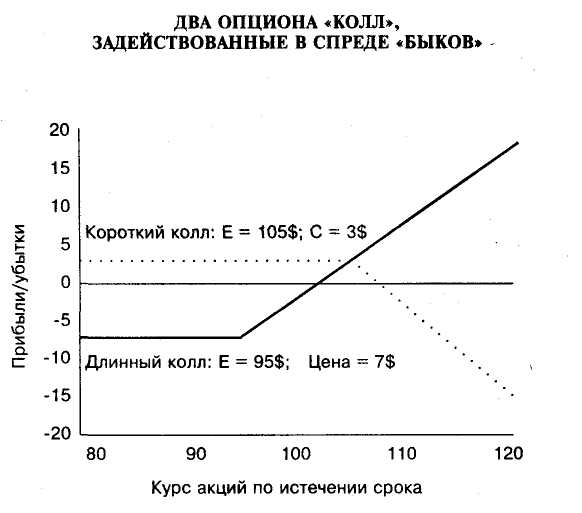 ДВА ОПЦИОНА «КОЛЛ»,
ЗАДЕЙСТВОВАННЫЕ В СПРЕДЕ «БЫКОВ»
Прибыли/убытки
20
15
10
Короткий колл: E = 105$; C = 3$
5
0
-5
-10
Длинный колл: E = 95$; Цена = 7$
-15
-20
80 90 100 110 120
Курс акций по истечении срока